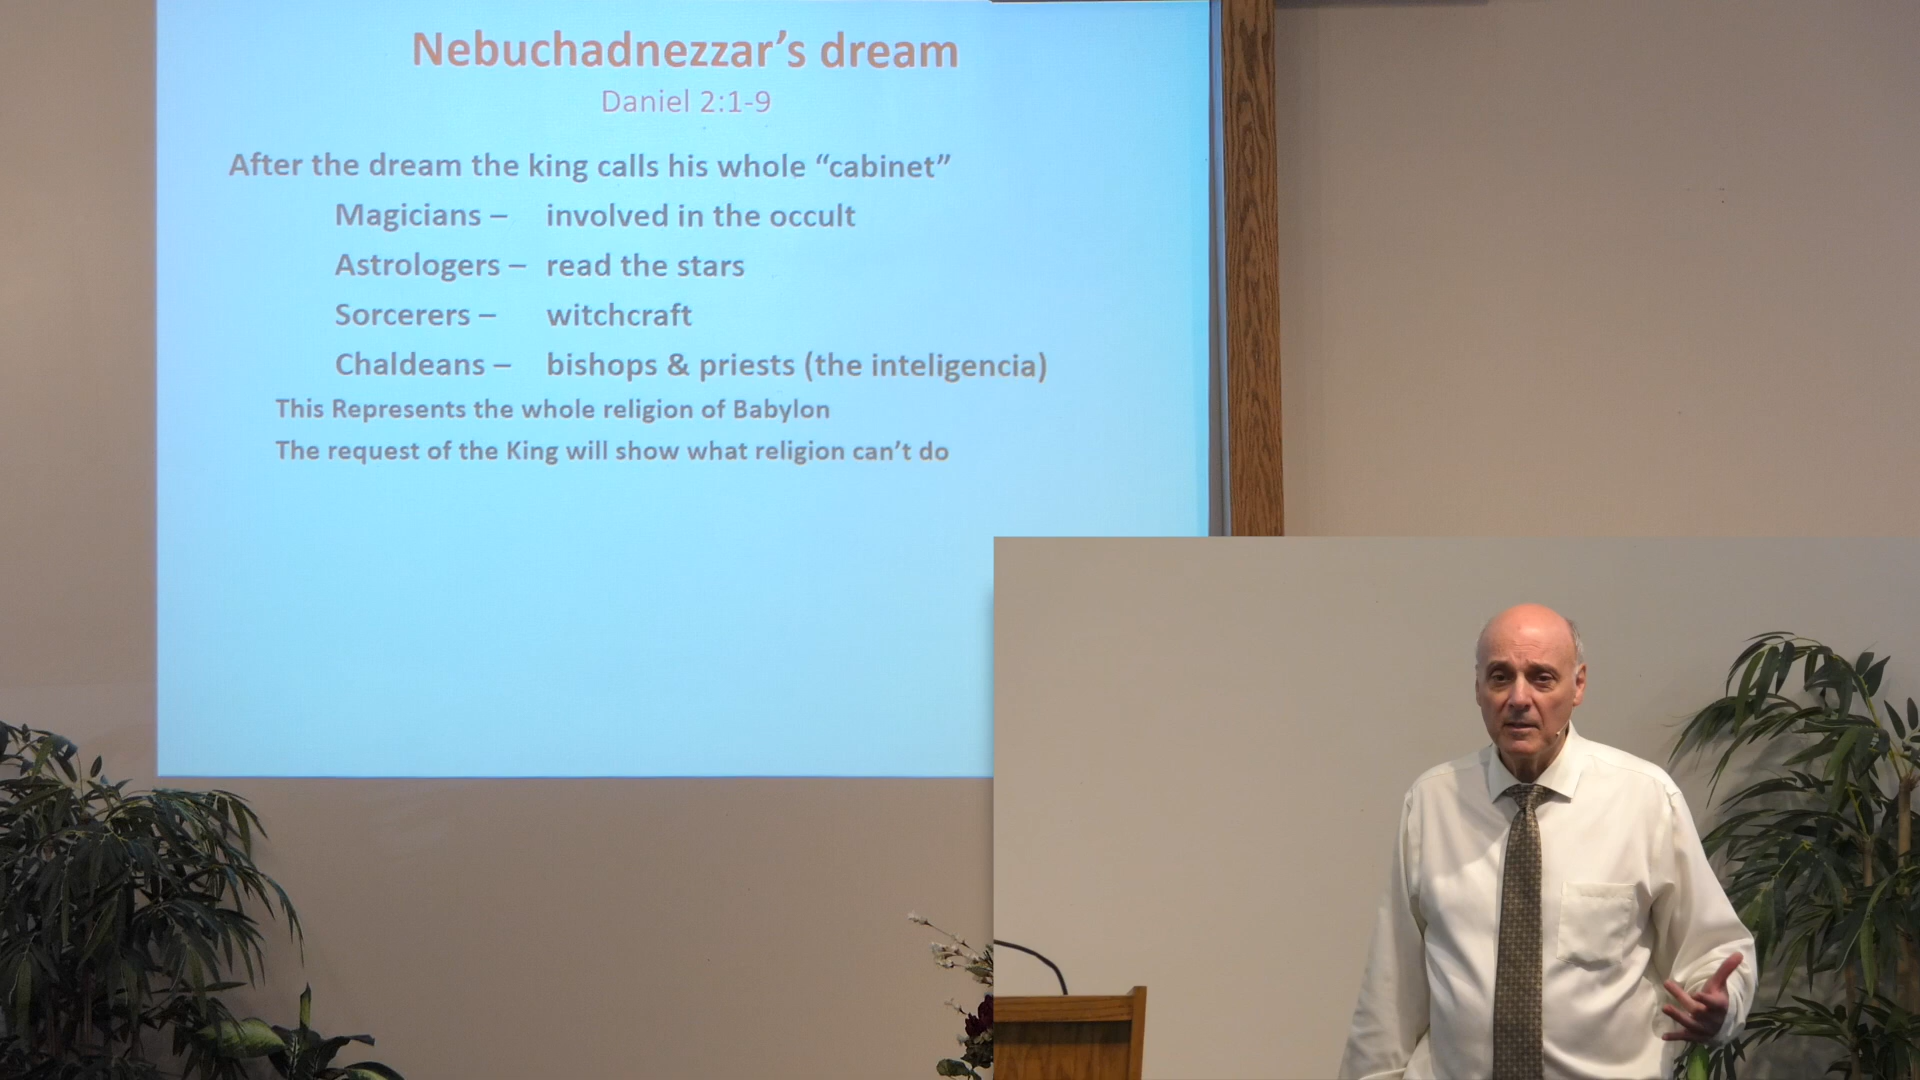 Nebuchadnezzar’s dream
Daniel 2:1-9
After the dream the king calls his whole “cabinet”
Magicians – involved in the occult
Astrologers – read the stars
Sorcerers – witchcraft
Chaldeans – bishops & priests (the inteligencia)
This Represents the whole religion of Babylon
The request of the King will show what religion can’t do